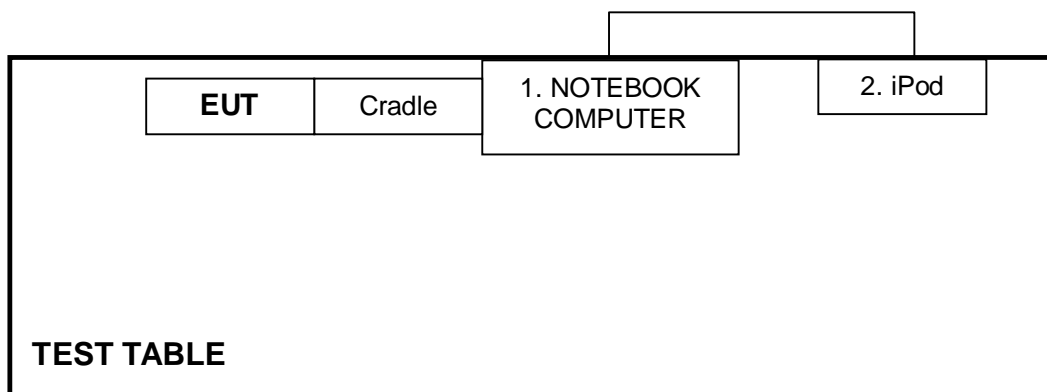 EUT
Cradle
1. NOTEBOOK
COMPUTER
2. iPod
TEST TABLE